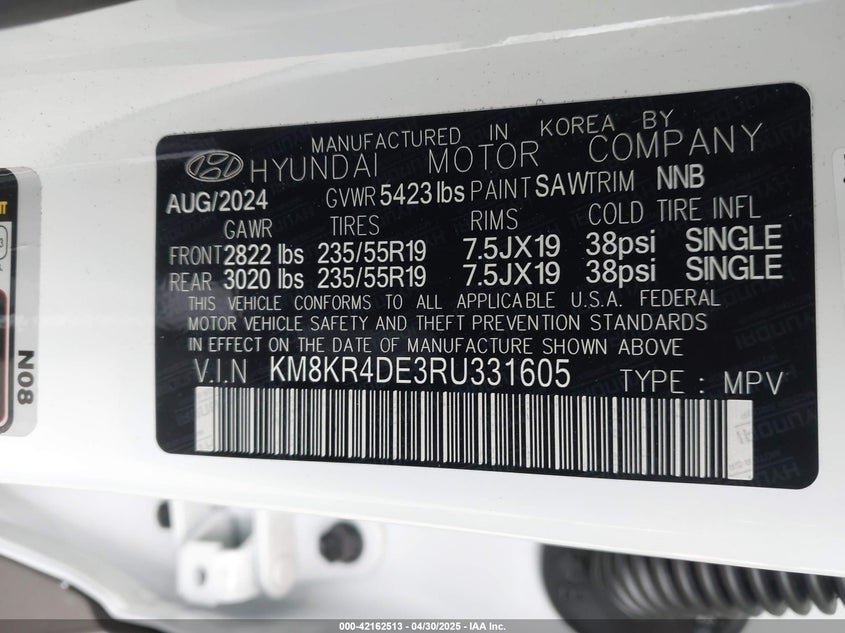 MANUFACTURED IN KOREA BY
HYUNDAI MOTOR COMPANY
AUG/2024 GVWR 5423 lbs PAINT SAW TRIM NNB
GAWR TIRES RIMS COLD TIRE INFL
FRONT 2822 lbs 235/55R19 7.5JX19 38psi SINGLE
REAR 3020 lbs 235/55R19 7.5JX19 38psi SINGLE
THIS VEHICLE CONFORMS TO ALL APPLICABLE U.S.A. FEDERAL
MOTOR VEHICLE SAFETY AND THEFT PREVENTION STANDARDS
IN EFFECT ON THE DATE OF MANUFACTURE SHOWN ABOVE
V.I.N KM8KR4DE3RU331605 TYPE : MPV
N08
000-42162513 - 04/30/2025 - IAA Inc.